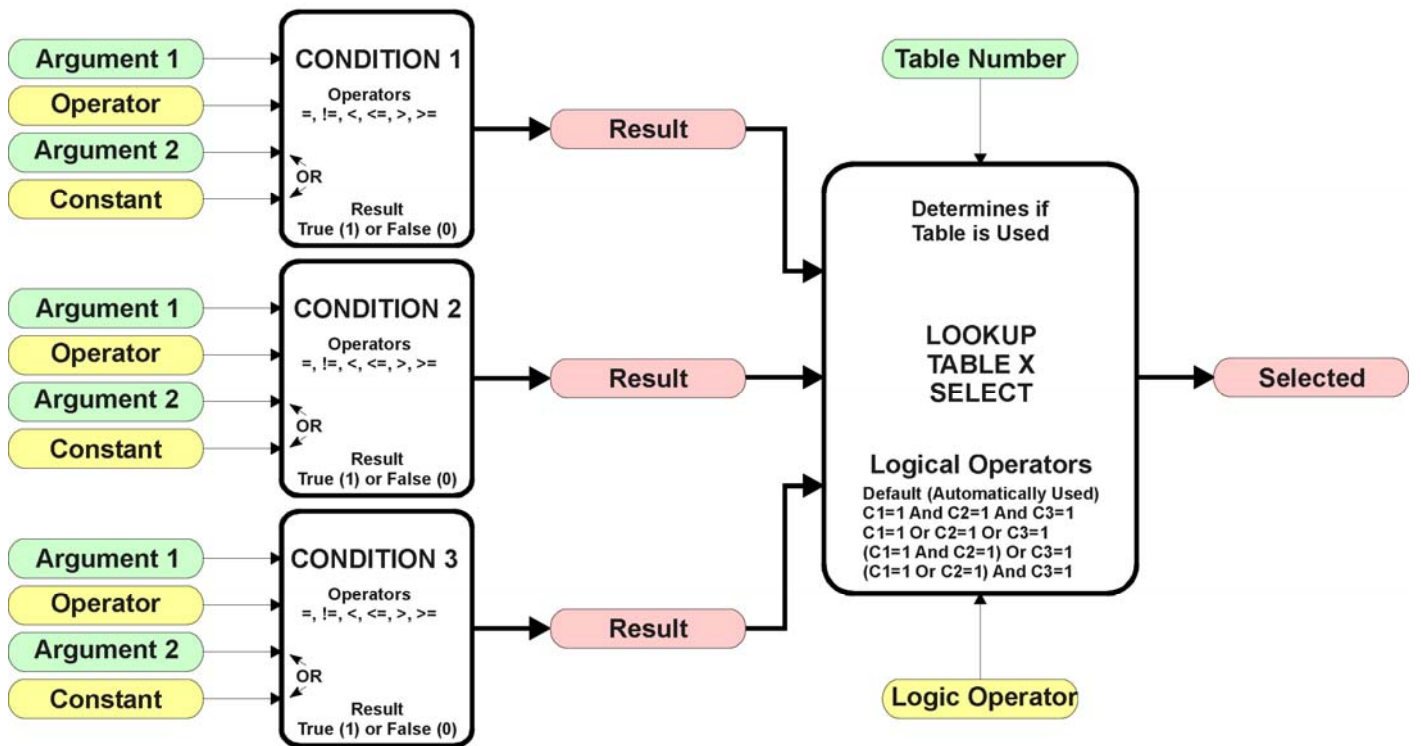 Argument 1
Operator
Argument 2
Constant
CONDITION 1
Operators
=, !=, <, <=, >, >=
OR
Result
True (1) or False (0)
Result
Argument 1
Operator
Argument 2
Constant
CONDITION 2
Operators
=, !=, <, <=, >, >=
OR
Result
True (1) or False (0)
Result
Argument 1
Operator
Argument 2
Constant
CONDITION 3
Operators
=, !=, <, <=, >, >=
OR
Result
True (1) or False (0)
Result
Table Number
Determines if
Table is Used
LOOKUP
TABLE X
SELECT
Logical Operators
Default (Automatically Used)
C1=1 And C2=1 And C3=1
C1=1 Or C2=1 Or C3=1
(C1=1 And C2=1) Or C3=1
(C1=1 Or C2=1) And C3=1
Logic Operator
Selected